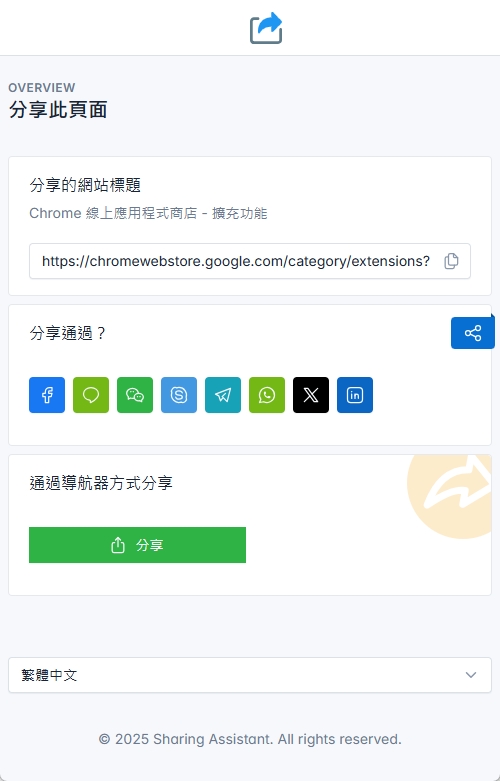 OVERVIEW
分享此頁面
分享的網站標題
Chrome 線上應用程式商店 - 擴充功能
https://chromewebstore.google.com/category/extensions?
分享通過？
通過導航器方式分享
分享
繁體中文
© 2025 Sharing Assistant. All rights reserved.